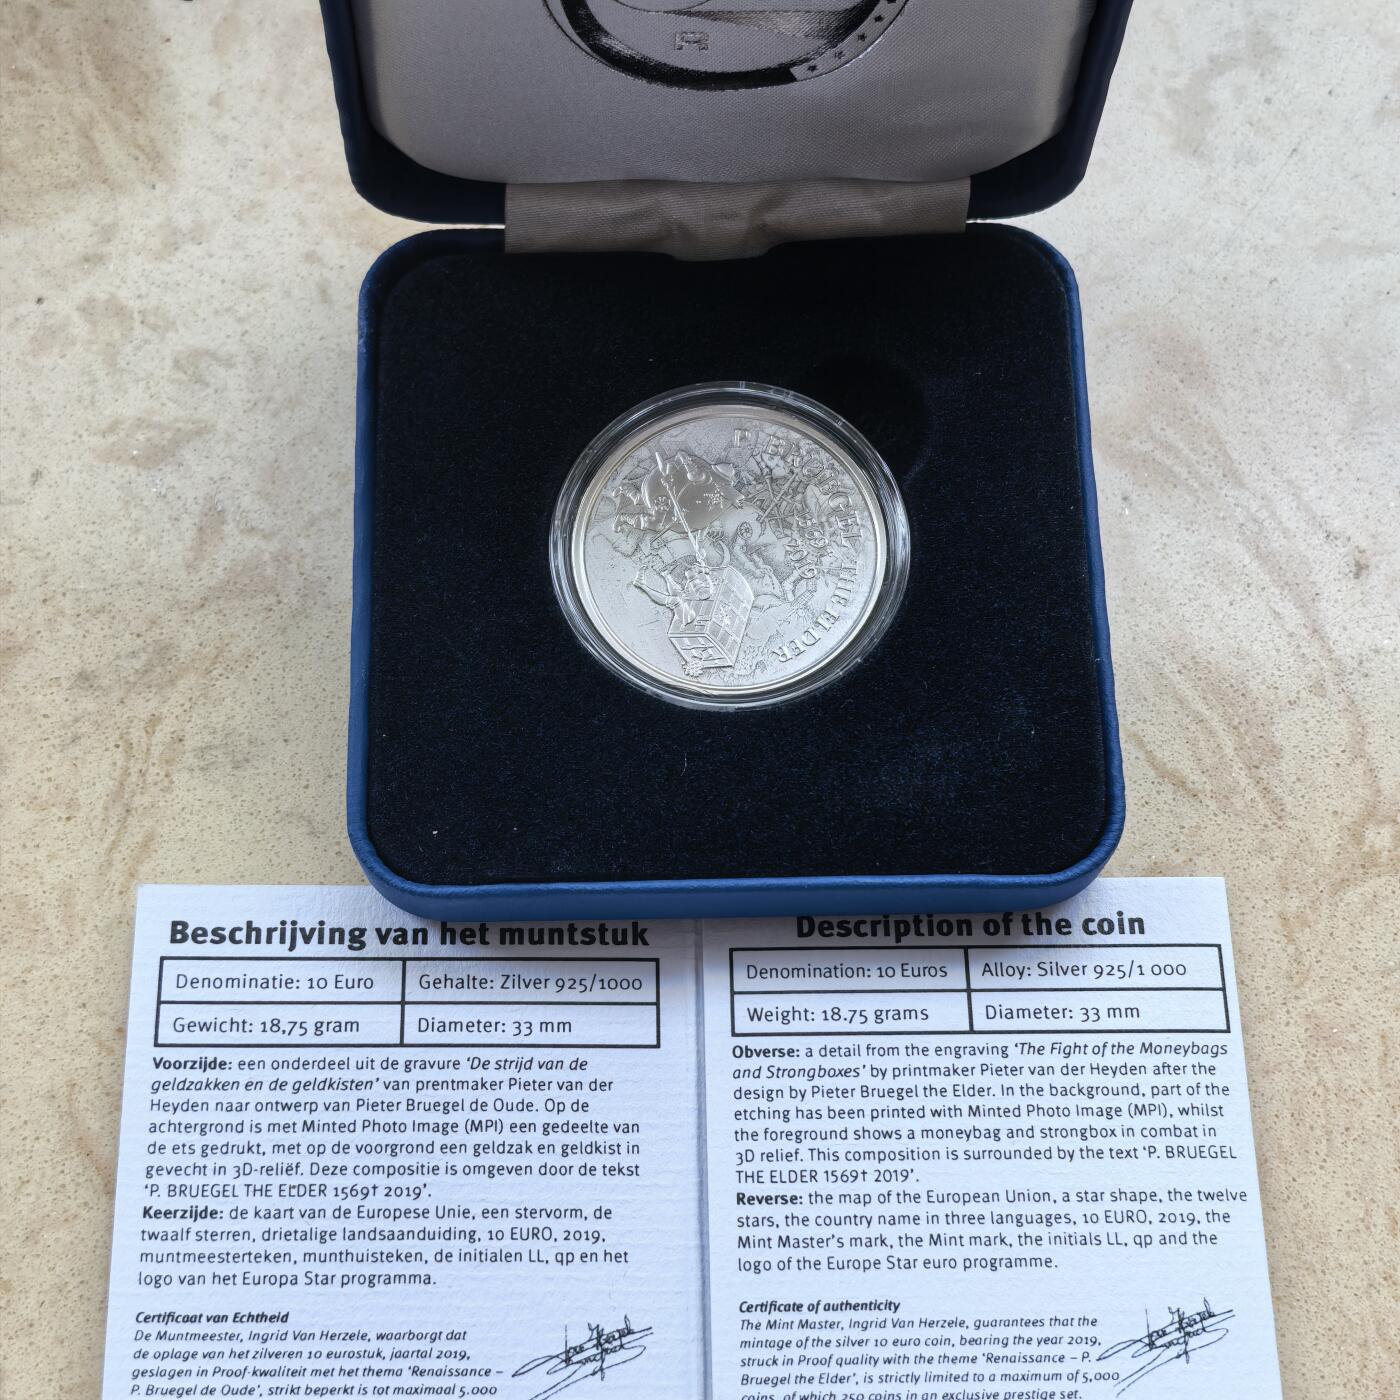 P. BRUEGEL THE ELDER
1569†
2019
Beschrijving van het muntstuk
Denominatie: 10 Euro
Gehalte: Zilver 925/1000
Gewicht: 18,75 gram
Diameter: 33 mm
Voorzijde: een onderdeel uit de gravure ‘De strijd van de
geldzakken en de geldkisten’ van prentmaker Pieter van der
Heyden naar ontwerp van Pieter Bruegel de Oude. Op de
achtergrond is met Minted Photo Image (MPI) een gedeelte van
de ets gedrukt, met op de voorgrond een geldzak en geldkist in
gevecht in 3D-reliëf. Deze compositie is omgeven door de tekst
‘P. BRUEGEL THE ELDER 1569† 2019’.
Keerzijde: de kaart van de Europese Unie, een stervorm, de
twaalf sterren, drietalige landsaanduiding, 10 EURO, 2019,
muntmeesterteken, munthuisteken, de initialen LL, qp en het
logo van het Europa Star programma.
Certificaat van Echtheid
De Muntmeester, Ingrid Van Herzele, waarborgt dat
de oplage van het zilveren 10 eurostuk, jaartal 2019,
geslagen in Proof-kwaliteit met het thema ‘Renaissance –
P. Bruegel de Oude’, strikt beperkt is tot maximaal 5.000
Description of the coin
Denomination: 10 Euros
Alloy: Silver 925/1 000
Weight: 18.75 grams
Diameter: 33 mm
Obverse: a detail from the engraving ‘The Fight of the Moneybags
and Strongboxes’ by printmaker Pieter van der Heyden after the
design by Pieter Bruegel the Elder. In the background, part of the
etching has been printed with Minted Photo Image (MPI), whilst
the foreground shows a moneybag and strongbox in combat in
3D relief. This composition is surrounded by the text ‘P. BRUEGEL
THE ELDER 1569† 2019’.
Reverse: the map of the European Union, a star shape, the twelve
stars, the country name in three languages, 10 EURO, 2019, the
Mint Master’s mark, the Mint mark, the initials LL, qp and the
logo of the Europe Star euro programme.
Certificate of authenticity
The Mint Master, Ingrid Van Herzele, guarantees that the
mintage of the silver 10 euro coin, bearing the year 2019,
struck in Proof quality with the theme ‘Renaissance – P.
Bruegel the Elder’, is strictly limited to a maximum of 5,000
coins, of which 250 coins in an exclusive prestige set.